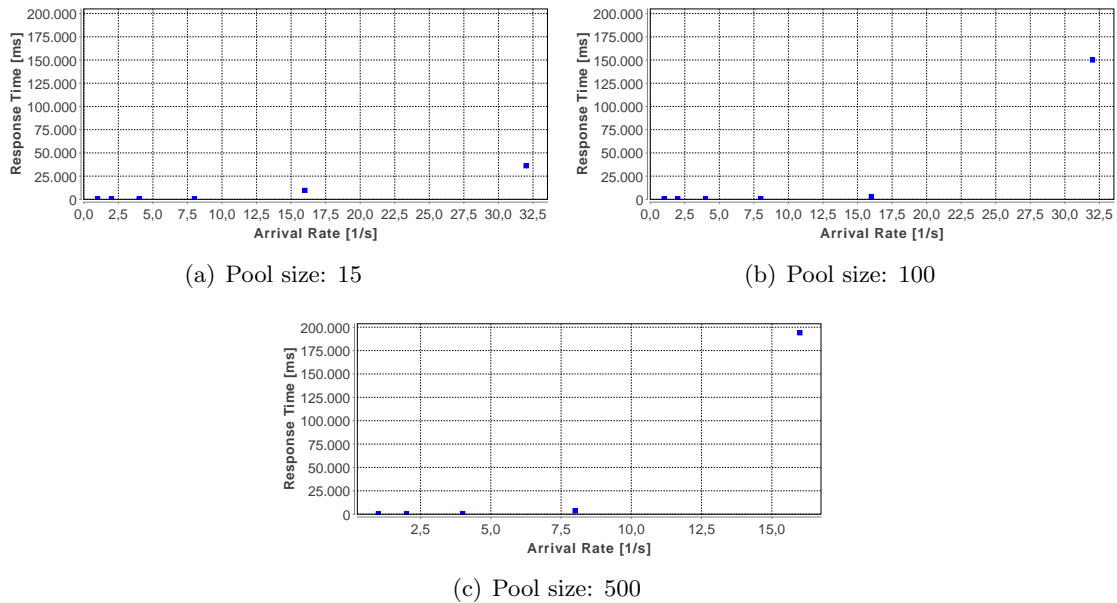 200.000
175.000
150.000
125.000
100.000
75.000
50.000
25.000
0
Response Time [ms]
0,0 2,5 5,0 7,5 10,0 12,5 15,0 17,5 20,0 22,5 25,0 27,5 30,0 32,5
Arrival Rate [1/s]
(a) Pool size: 15
200.000
175.000
150.000
125.000
100.000
75.000
50.000
25.000
0
Response Time [ms]
0,0 2,5 5,0 7,5 10,0 12,5 15,0 17,5 20,0 22,5 25,0 27,5 30,0 32,5
Arrival Rate [1/s]
(b) Pool size: 100
200.000
175.000
150.000
125.000
100.000
75.000
50.000
25.000
0
Response Time [ms]
2,5 5,0 7,5 10,0 12,5 15,0
Arrival Rate [1/s]
(c) Pool size: 500